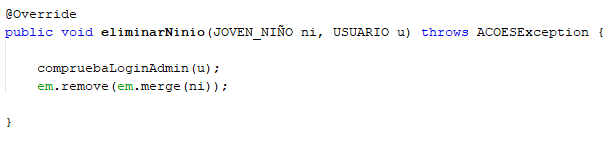 @Override
public void eliminarNinio(JOVEN_NIÑO ni, USUARIO u) throws ACOESException {
compruebaLoginAdmin(u);
em.remove(em.merge(ni));
}